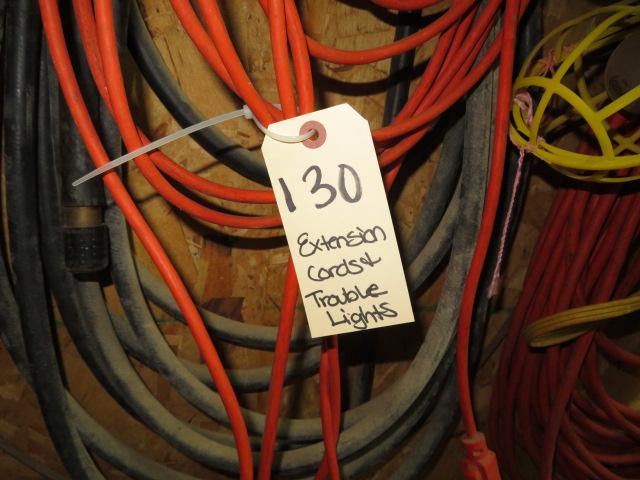 130
Extension
Cords &
Trouble
Lights